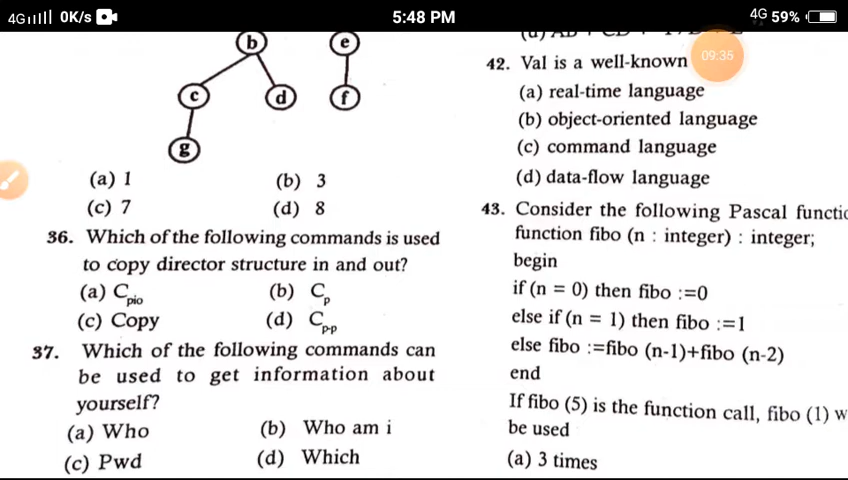 4G 0K/s
5:48 PM
4G 59%
b
e
c
d
f
g
(a) 1
(b) 3
(c) 7
(d) 8
36. Which of the following commands is used
to copy director structure in and out?
(a) Cpio
(b) Cp
(c) Copy
(d) Cp-p
37. Which of the following commands can
be used to get information about
yourself?
(a) Who
(b) Who am i
(c) Pwd
(d) Which
09:35
42. Val is a well-known
(a) real-time language
(b) object-oriented language
(c) command language
(d) data-flow language
43. Consider the following Pascal functio
function fibo (n : integer) : integer;
begin
if (n = 0) then fibo :=0
else if (n = 1) then fibo :=1
else fibo :=fibo (n-1)+fibo (n-2)
end
If fibo (5) is the function call, fibo (1) w
be used
(a) 3 times